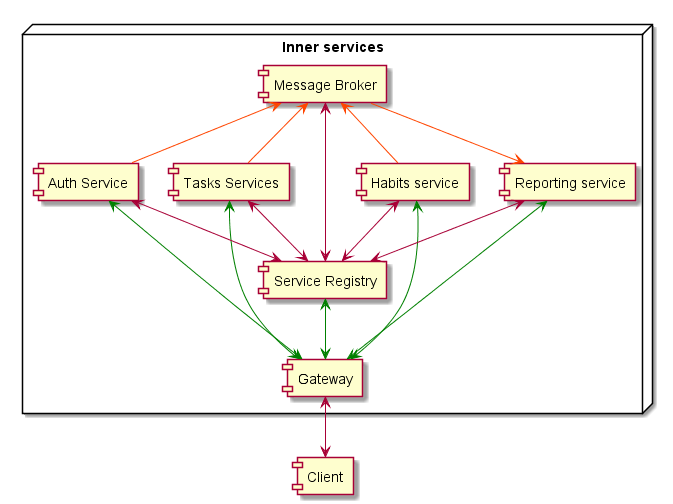 Inner services
Message Broker
Auth Service
Tasks Services
Habits service
Reporting service
Service Registry
Gateway
Client